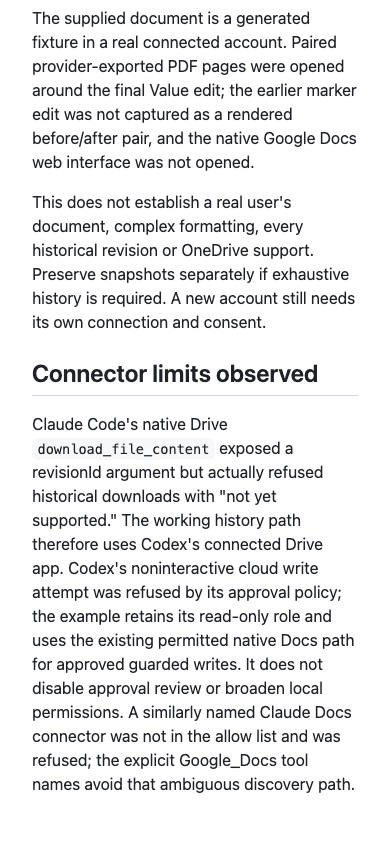 The supplied document is a generated
fixture in a real connected account. Paired
provider-exported PDF pages were opened
around the final Value edit; the earlier marker
edit was not captured as a rendered
before/after pair, and the native Google Docs
web interface was not opened.
This does not establish a real user's
document, complex formatting, every
historical revision or OneDrive support.
Preserve snapshots separately if exhaustive
history is required. A new account still needs
its own connection and consent.
Connector limits observed
Claude Code's native Drive
download_file_content exposed a
revisionId argument but actually refused
historical downloads with "not yet
supported." The working history path
therefore uses Codex's connected Drive
app. Codex's noninteractive cloud write
attempt was refused by its approval policy;
the example retains its read-only role and
uses the existing permitted native Docs path
for approved guarded writes. It does not
disable approval review or broaden local
permissions. A similarly named Claude Docs
connector was not in the allow list and was
refused; the explicit Google_Docs tool
names avoid that ambiguous discovery path.